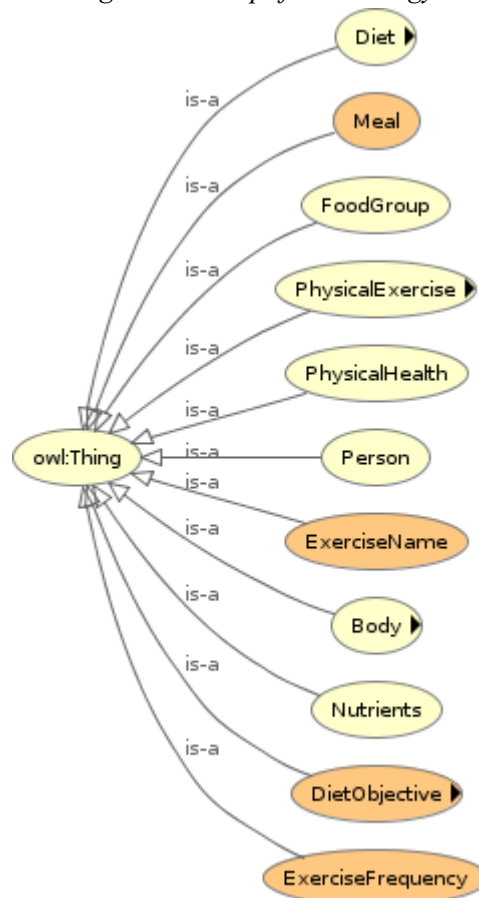 Diet
is-a
Meal
is-a
FoodGroup
is-a
PhysicalExercise
is-a
PhysicalHealth
is-a
owl:Thing
is-a
Person
is-a
ExerciseName
is-a
Body
is-a
Nutrients
is-a
DietObjective
is-a
ExerciseFrequency